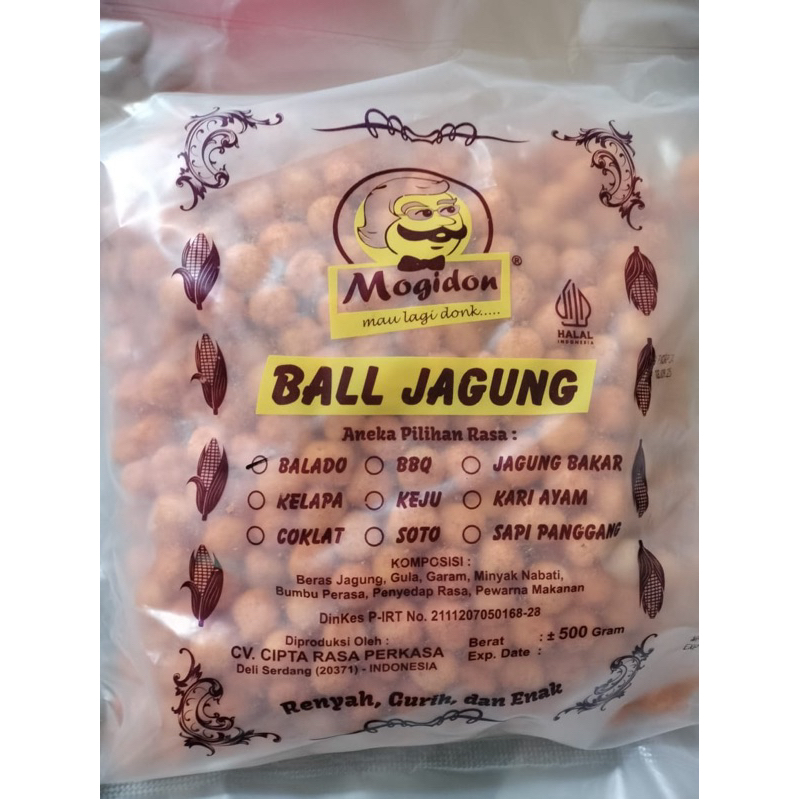 Mogidon ®
mau lagi donk.....
HALAL
INDONESIA
BALL JAGUNG
Aneka Pilihan Rasa :
BALADO BBQ JAGUNG BAKAR
KELAPA KEJU KARI AYAM
COKLAT SOTO SAPI PANGGANG
KOMPOSISI :
Beras Jagung, Gula, Garam, Minyak Nabati,
Bumbu Perasa, Penyedap Rasa, Pewarna Makanan
DinKes P-IRT No. 2111207050168-28
Diproduksi Oleh :
CV. CIPTA RASA PERKASA
Deli Serdang (20371) - INDONESIA
Berat : ± 500 Gram
Exp. Date :
Renyah, Gurih, dan Enak